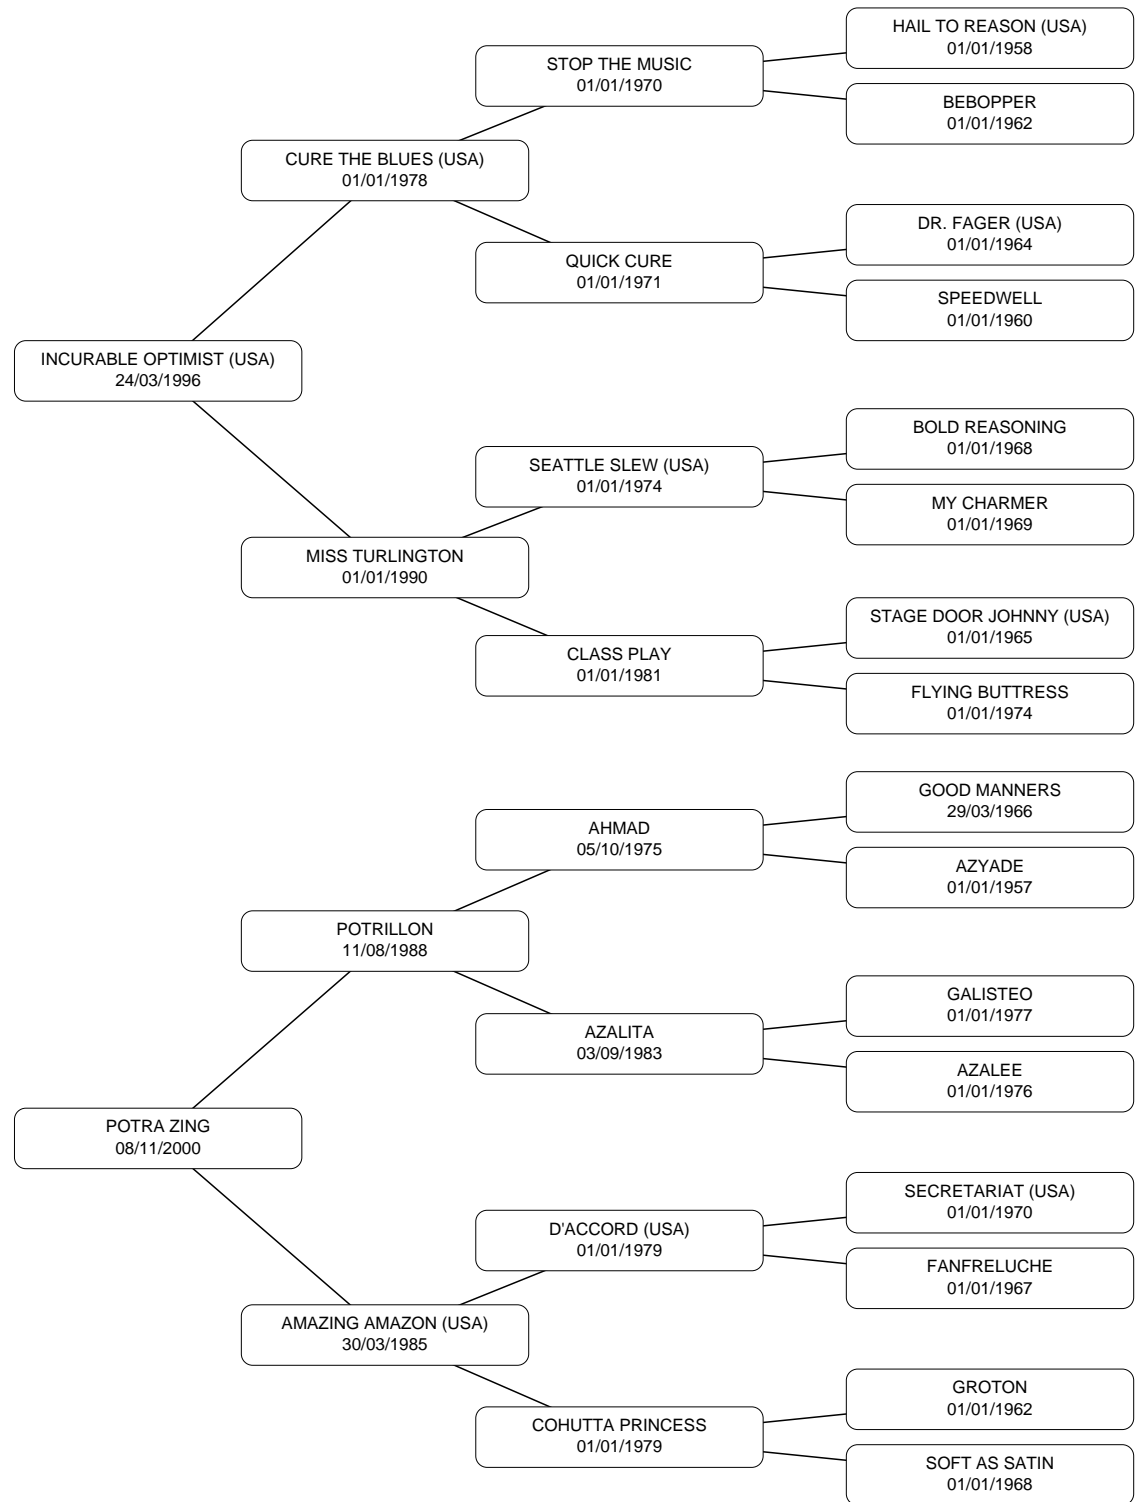 HAIL TO REASON (USA)
01/01/1958
STOP THE MUSIC
01/01/1970
BEBOPPER
01/01/1962
CURE THE BLUES (USA)
01/01/1978
DR. FAGER (USA)
01/01/1964
QUICK CURE
01/01/1971
SPEEDWELL
01/01/1960
INCURABLE OPTIMIST (USA)
24/03/1996
BOLD REASONING
01/01/1968
SEATTLE SLEW (USA)
01/01/1974
MY CHARMER
01/01/1969
MISS TURLINGTON
01/01/1990
STAGE DOOR JOHNNY (USA)
01/01/1965
CLASS PLAY
01/01/1981
FLYING BUTTRESS
01/01/1974
GOOD MANNERS
29/03/1966
AHMAD
05/10/1975
AZYADE
01/01/1957
POTRILLON
11/08/1988
GALISTEO
01/01/1977
AZALITA
03/09/1983
AZALEE
01/01/1976
POTRA ZING
08/11/2000
SECRETARIAT (USA)
01/01/1970
D'ACCORD (USA)
01/01/1979
FANFRELUCHE
01/01/1967
AMAZING AMAZON (USA)
30/03/1985
GROTON
01/01/1962
COHUTTA PRINCESS
01/01/1979
SOFT AS SATIN
01/01/1968